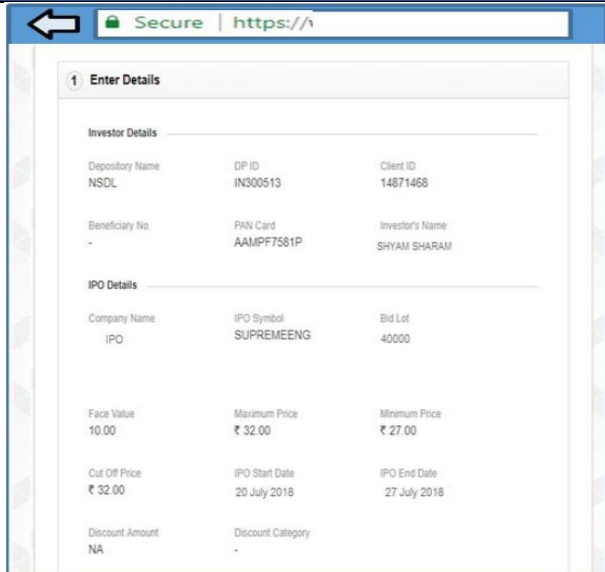 Secure | https://
1 Enter Details
Investor Details
Depository Name DP ID Client ID
NSDL IN300513 14871468
Beneficiary No. PAN Card Investor's Name
- AAMPF7581P SHYAM SHARAM
IPO Details
Company Name IPO Symbol Bid Lot
IPO SUPREMEENG 40000
Face Value Maximum Price Minimum Price
10.00 ₹ 32.00 ₹ 27.00
Cut Off Price IPO Start Date IPO End Date
₹ 32.00 20 July 2018 27 July 2018
Discount Amount Discount Category
NA -